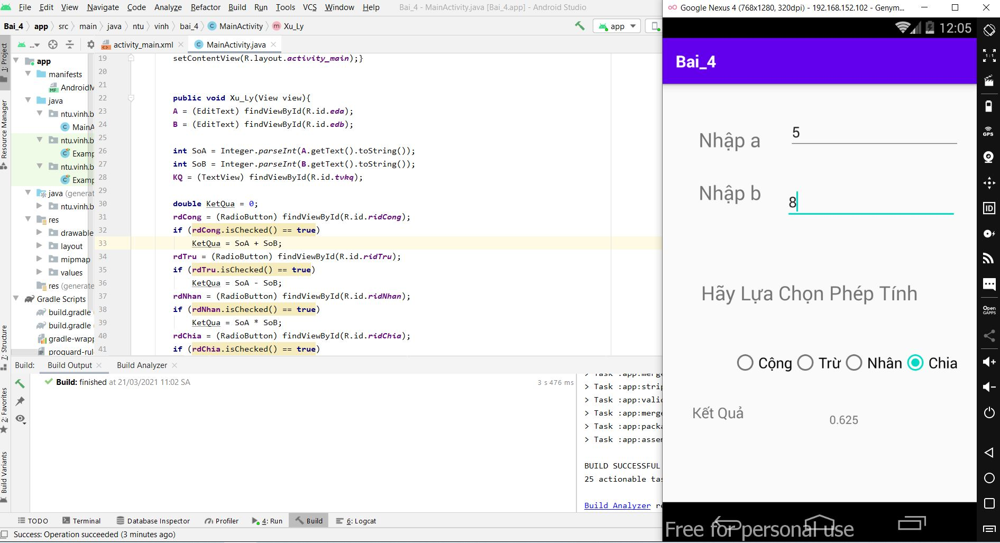 File Edit View Navigate Code Analyze Refactor Build Run Tools VCS Window Help Bai_4 - MainActivity.java [Bai_4.app] - Android Studio
Bai_4 app src main java ntu vinh bai_4 MainActivity Xu_Ly
app
1: Project
Resource Manager
7: Structure
2: Favorites
Build Variants
...
activity_main.xml
MainActivity.java
app
manifests
AndroidM
java
ntu.vinh.b
MainA
ntu.vinh.b
Examp
ntu.vinh.b
Examp
java (generat
ntu.vinh.b
res
drawable
layout
mipmap
values
res (generate
Gradle Scripts
build.gradle
build.gradle
gradle-wrapp
proguard-rul
19 setContentView(R.layout.activity_main);}
20
21
22 public void Xu_Ly(View view){
23 A = (EditText) findViewById(R.id.eda);
24 B = (EditText) findViewById(R.id.edb);
25
26 int SoA = Integer.parseInt(A.getText().toString());
27 int SoB = Integer.parseInt(B.getText().toString());
28 KQ = (TextView) findViewById(R.id.tvkq);
29
30 double KetQua = 0;
31 rdCong = (RadioButton) findViewById(R.id.ridCong);
32 if (rdCong.isChecked() == true)
33 KetQua = SoA + SoB;
34 rdTru = (RadioButton) findViewById(R.id.ridTru);
35 if (rdTru.isChecked() == true)
36 KetQua = SoA - SoB;
37 rdNhan = (RadioButton) findViewById(R.id.ridNhan);
38 if (rdNhan.isChecked() == true)
39 KetQua = SoA * SoB;
40 rdChia = (RadioButton) findViewById(R.id.ridChia);
41 if (rdChia.isChecked() == true)
Build: Build Output Build Analyzer
Build: finished at 21/03/2021 11:02 SA 3 s 476 ms
> Task :app:merge
> Task :app:strip
> Task :app:valid
> Task :app:merge
> Task :app:packa
> Task :app:assem
BUILD SUCCESSFUL
25 actionable tas
Build Analyzer re
TODO Terminal Database Inspector Profiler 4: Run Build 6: Logcat
Success: Operation succeeded (3 minutes ago)
Google Nexus 4 (768x1280, 320dpi) - 192.168.152.102 - Genym...
12:05
Bai_4
Nhập a 5
Nhập b 8
Hãy Lựa Chọn Phép Tính
Cộng Trừ Nhân Chia
Kết Quả 0.625
Free for personal use
1:1
GPS
ID
Open
GAPPS